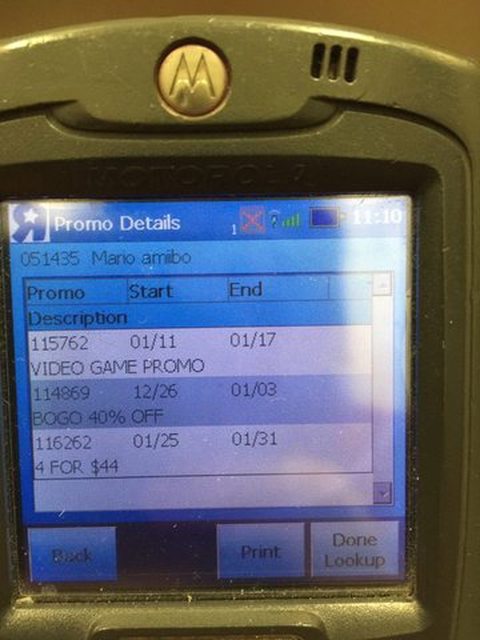 MOTOROLA
Promo Details 1 11:10
051435 Mario amibo
Promo Start End
Description
115762 01/11 01/17
VIDEO GAME PROMO
114869 12/26 01/03
BOGO 40% OFF
116262 01/25 01/31
4 FOR $44
Back Print Done
Lookup